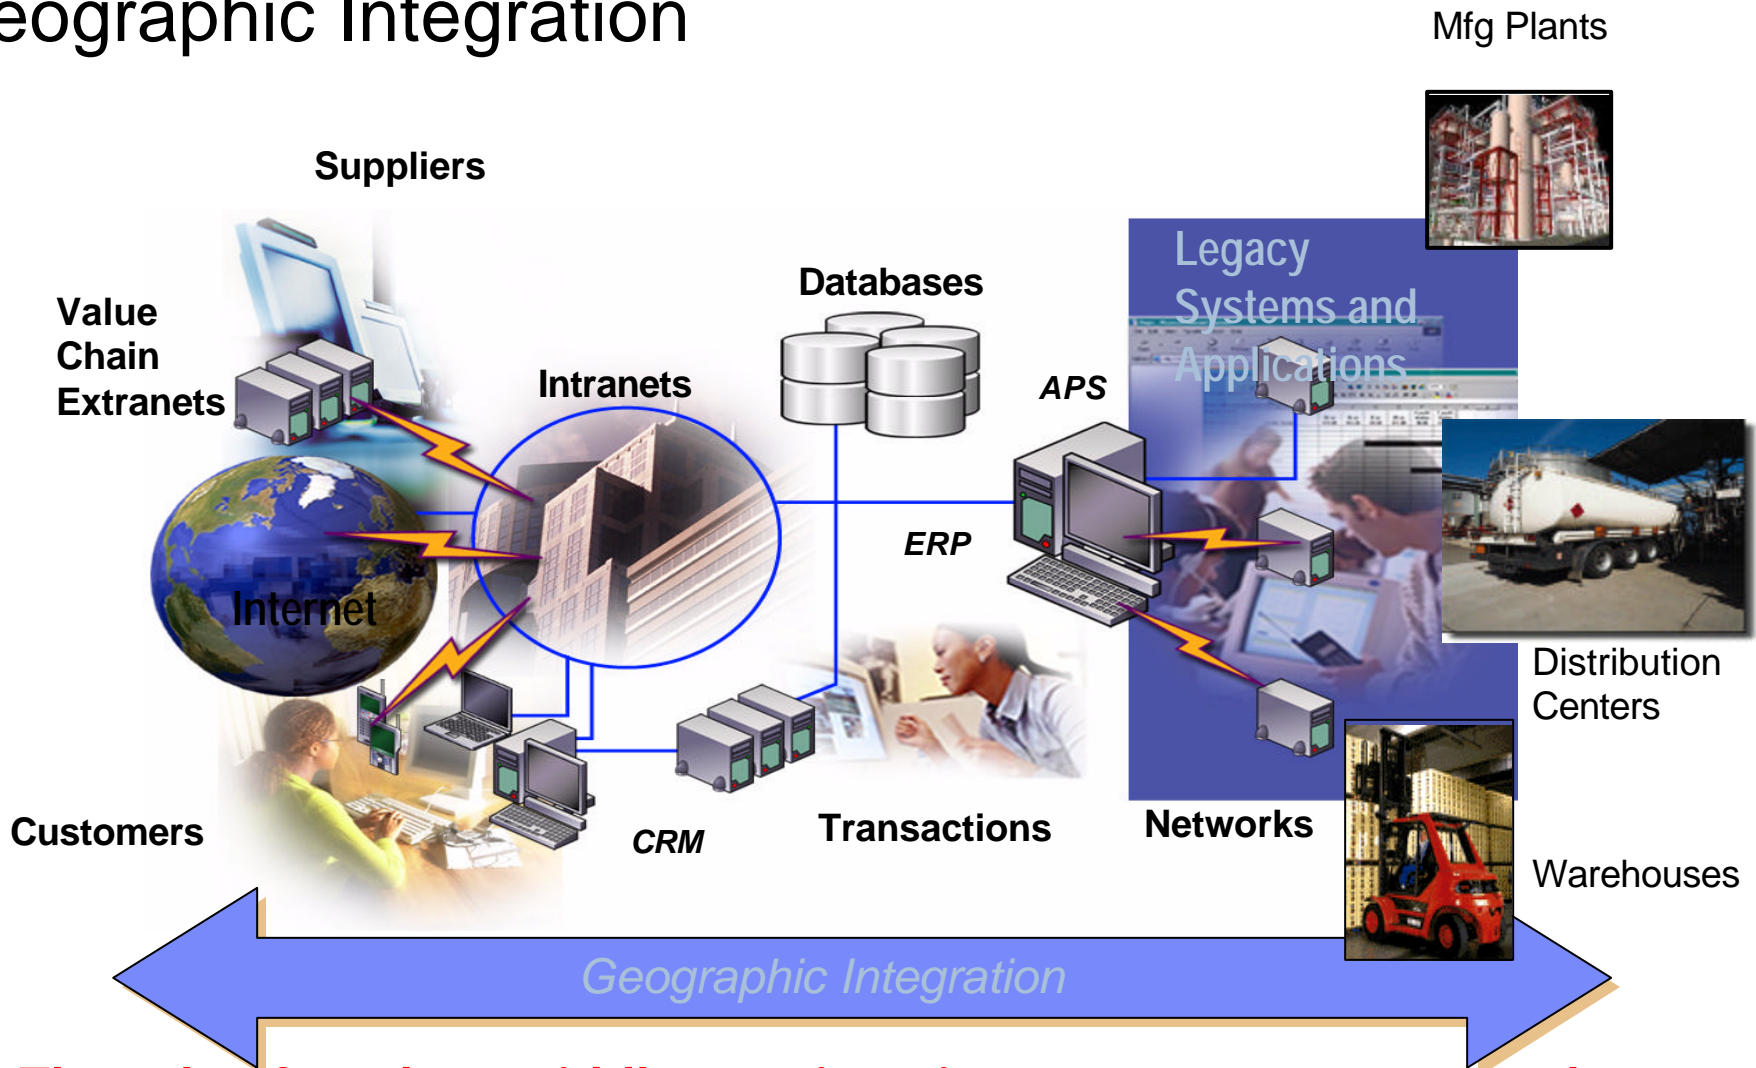 eographic Integration
Mfg Plants
Suppliers
Legacy
Systems and
Applications
Databases
Value
Chain
Extranets
Intranets
APS
ERP
Internet
Distribution
Centers
Customers
CRM
Transactions
Networks
Warehouses
Geographic Integration